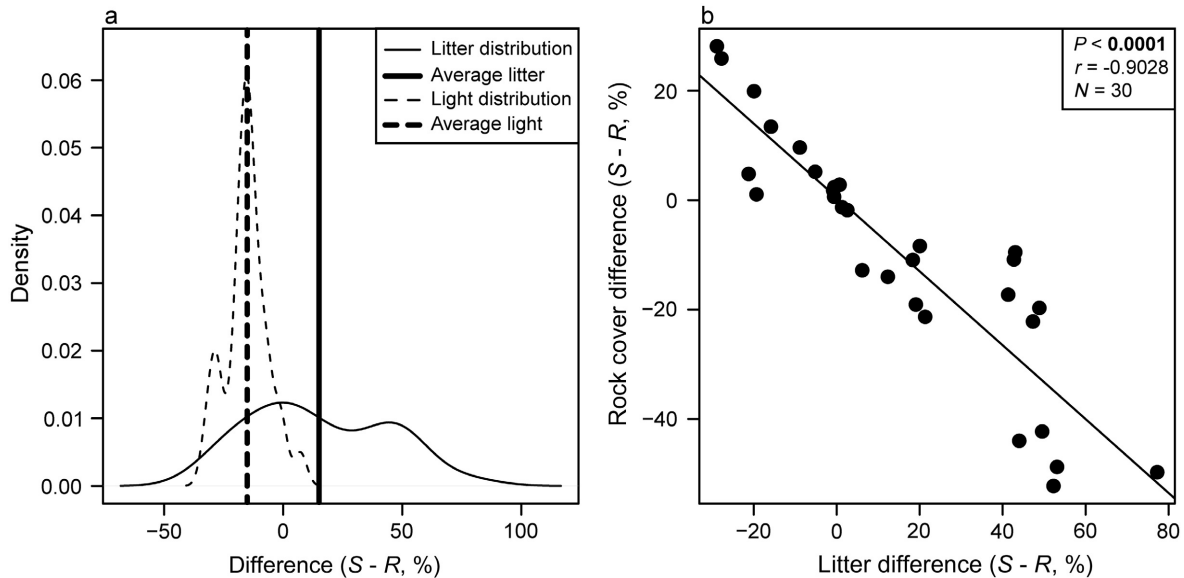 a
Litter distribution
Average litter
Light distribution
Average light
0.06
0.05
0.04
0.03
0.02
0.01
0.00
Density
−50
0
50
100
Difference (S - R, %)
b
P < 0.0001
r = -0.9028
N = 30
20
0
−20
−40
Rock cover difference (S - R, %)
−20
0
20
40
60
80
Litter difference (S - R, %)